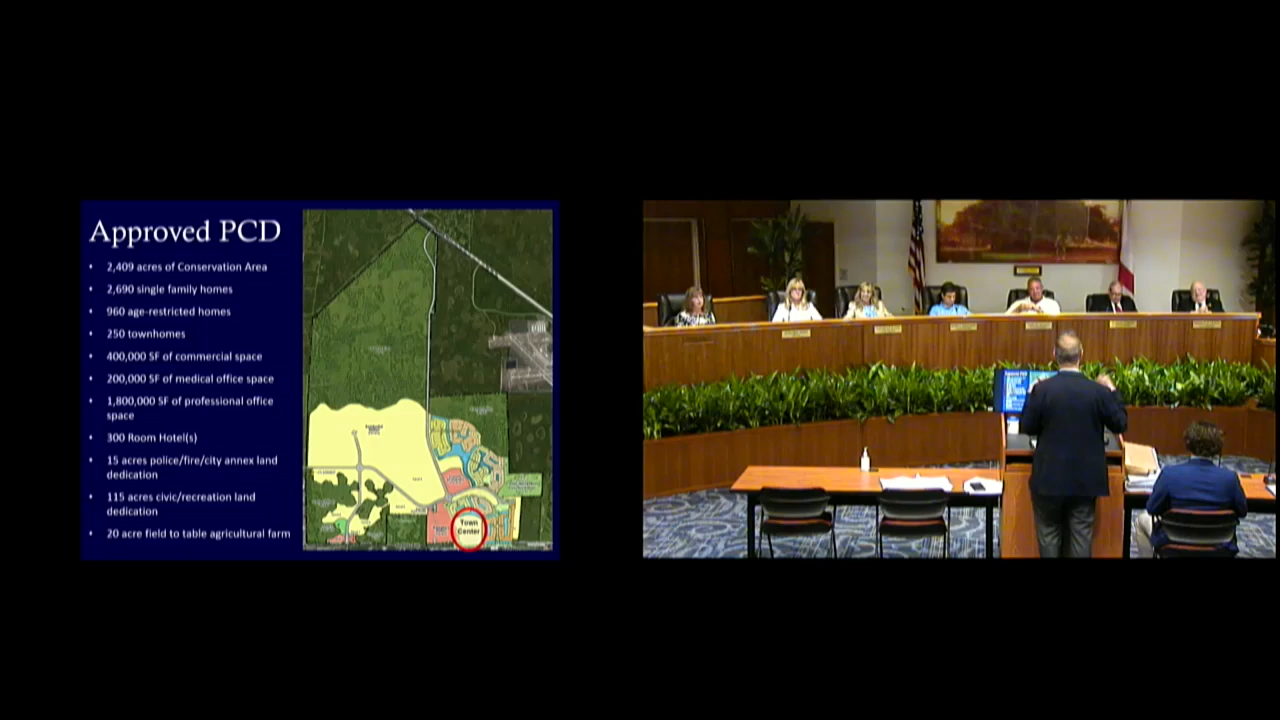 Approved PCD
• 2,409 acres of Conservation Area
• 2,690 single family homes
• 960 age-restricted homes
• 250 townhomes
• 400,000 SF of commercial space
• 200,000 SF of medical office space
• 1,800,000 SF of professional office
space
• 300 Room Hotel(s)
• 15 acres police/fire/city annex land
dedication
• 115 acres civic/recreation land
dedication
• 20 acre field to table agricultural farm
Town
Center